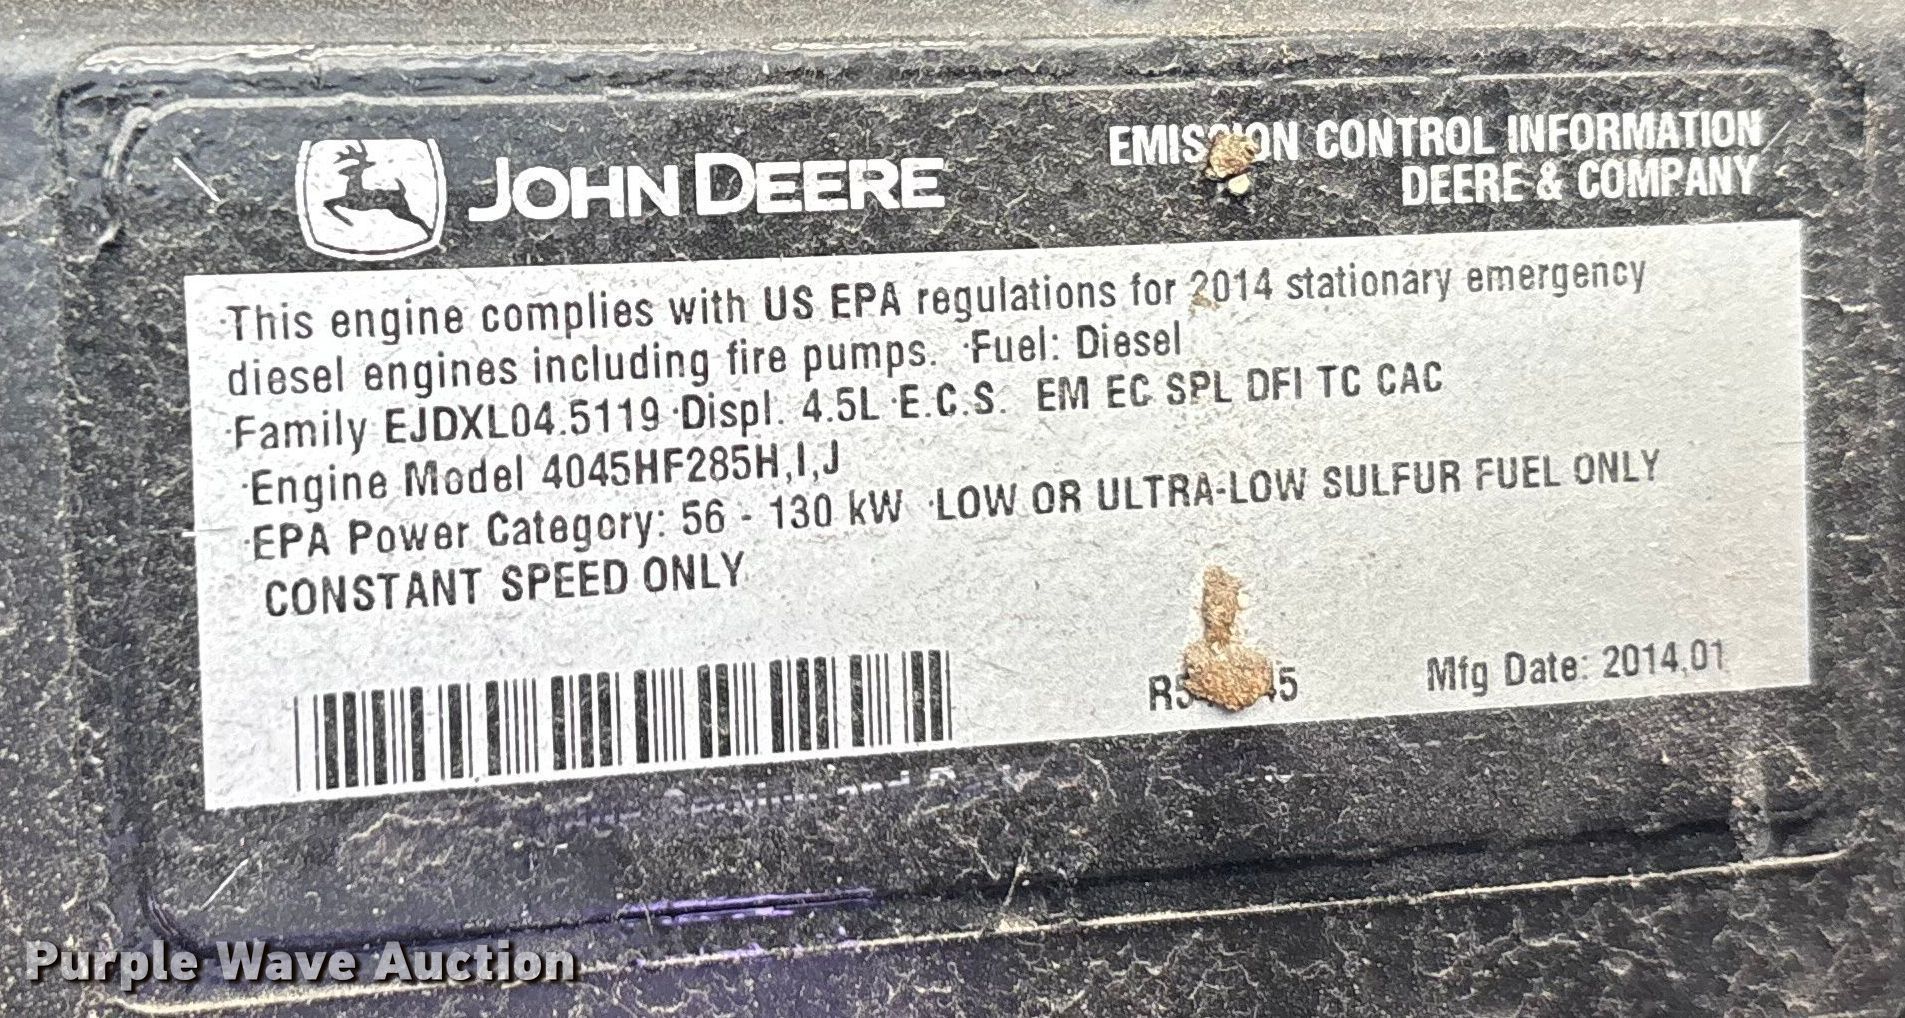 JOHN DEERE
EMISSION CONTROL INFORMATION
DEERE & COMPANY
·This engine complies with US EPA regulations for 2014 stationary emergency
diesel engines including fire pumps. ·Fuel: Diesel
·Family EJDXL04.5119 ·Displ. 4.5L ·E.C.S. EM EC SPL DFI TC CAC
·Engine Model 4045HF285H,I,J
·EPA Power Category: 56 - 130 kW ·LOW OR ULTRA-LOW SULFUR FUEL ONLY
CONSTANT SPEED ONLY
Mfg Date: 2014,01
Purple Wave Auction